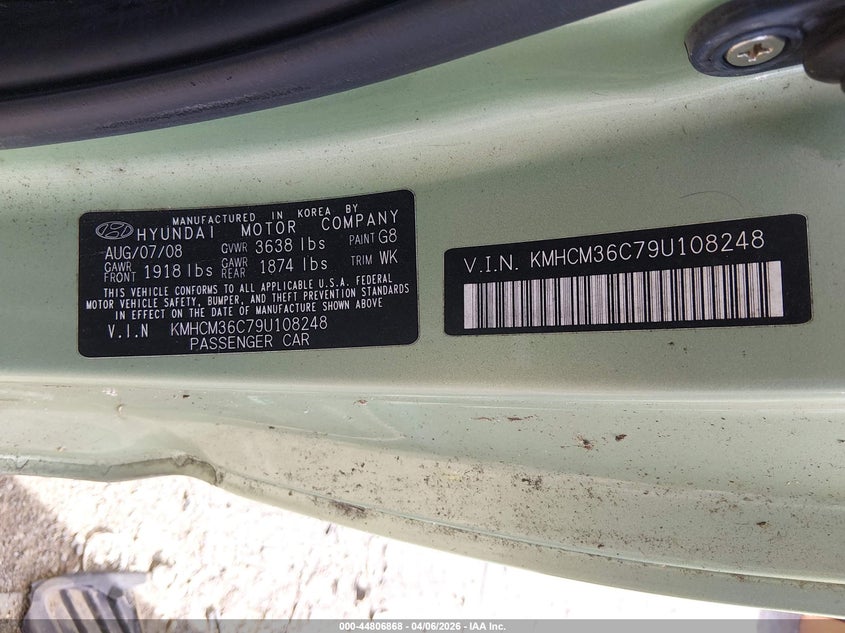 MANUFACTURED IN KOREA BY
HYUNDAI MOTOR COMPANY
AUG/07/08 GVWR 3638 lbs PAINT G8
GAWR FRONT 1918 lbs GAWR REAR 1874 lbs TRIM WK
THIS VEHICLE CONFORMS TO ALL APPLICABLE U.S.A. FEDERAL
MOTOR VEHICLE SAFETY, BUMPER, AND THEFT PREVENTION STANDARDS
IN EFFECT ON THE DATE OF MANUFACTURE SHOWN ABOVE
V.I.N KMHCM36C79U108248
PASSENGER CAR
V.I.N. KMHCM36C79U108248
000-44806868 - 04/06/2026 - IAA Inc.